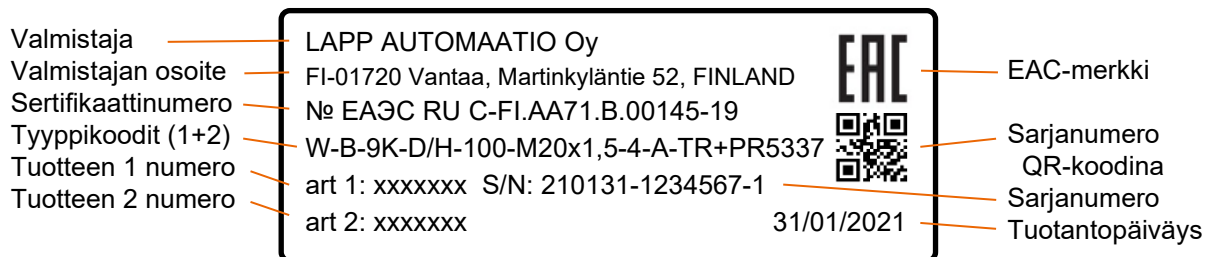 Valmistaja
Valmistajan osoite
Sertifikaattinumero
Tyyppikoodit (1+2)
Tuotteen 1 numero
Tuotteen 2 numero
LAPP AUTOMAATIO Oy
FI-01720 Vantaa, Martinkyläntie 52, FINLAND
№ ЕАЭС RU C-FI.AA71.B.00145-19
W-B-9K-D/H-100-M20x1,5-4-A-TR+PR5337
art 1: xxxxxxx S/N: 210131-1234567-1
art 2: xxxxxxx 31/01/2021
EAC
EAC-merkki
Sarjanumero
QR-koodina
Sarjanumero
Tuotantopäiväys